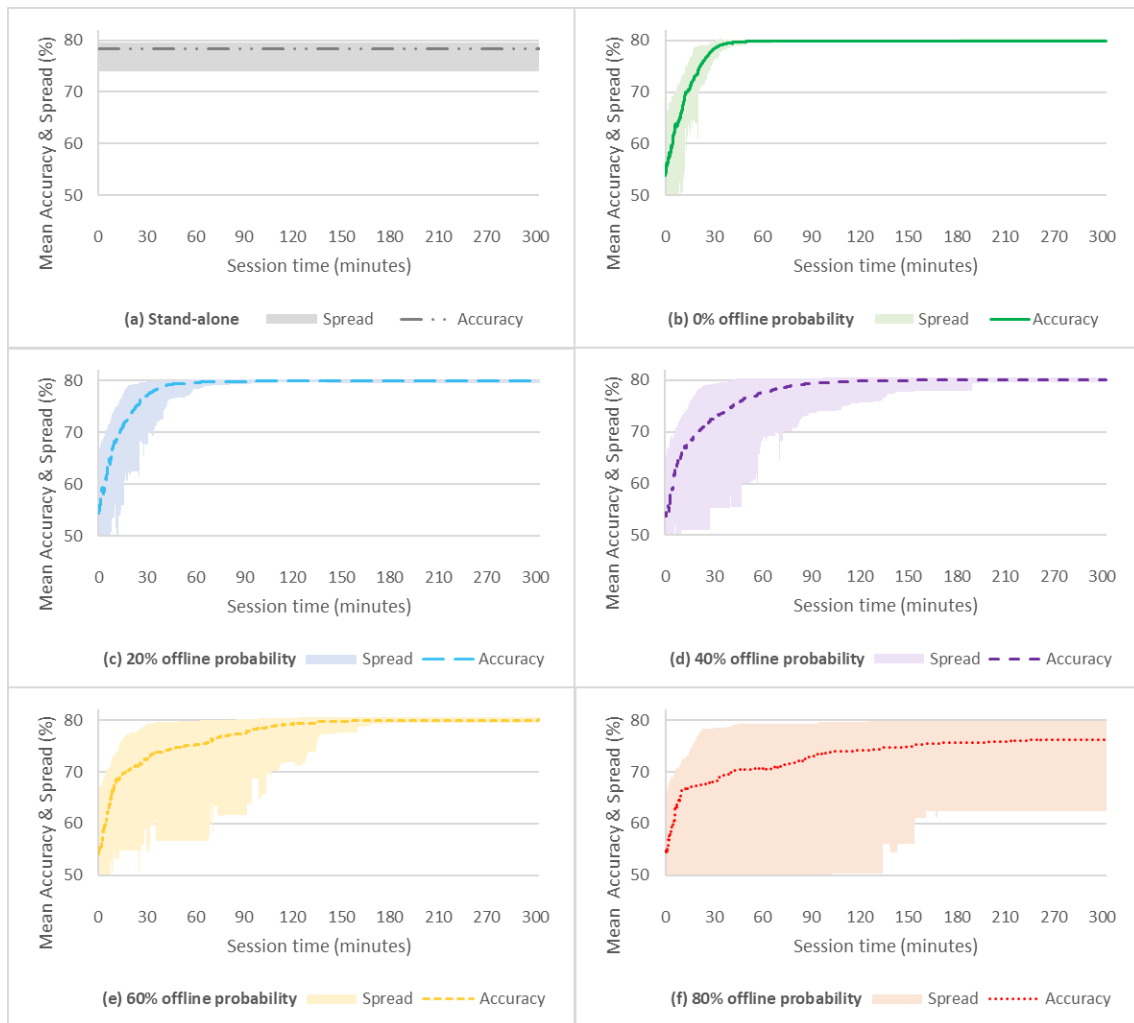 Mean Accuracy & Spread (%)
80
70
60
50
0 30 60 90 120 150 180 210 240 270 300
Session time (minutes)
(a) Stand-alone Spread Accuracy
Mean Accuracy & Spread (%)
80
70
60
50
0 30 60 90 120 150 180 210 240 270 300
Session time (minutes)
(b) 0% offline probability Spread Accuracy
Mean Accuracy & Spread (%)
80
70
60
50
0 30 60 90 120 150 180 210 240 270 300
Session time (minutes)
(c) 20% offline probability Spread Accuracy
Mean Accuracy & Spread (%)
80
70
60
50
0 30 60 90 120 150 180 210 240 270 300
Session time (minutes)
(d) 40% offline probability Spread Accuracy
Mean Accuracy & Spread (%)
80
70
60
50
0 30 60 90 120 150 180 210 240 270 300
Session time (minutes)
(e) 60% offline probability Spread Accuracy
Mean Accuracy & Spread (%)
80
70
60
50
0 30 60 90 120 150 180 210 240 270 300
Session time (minutes)
(f) 80% offline probability Spread Accuracy